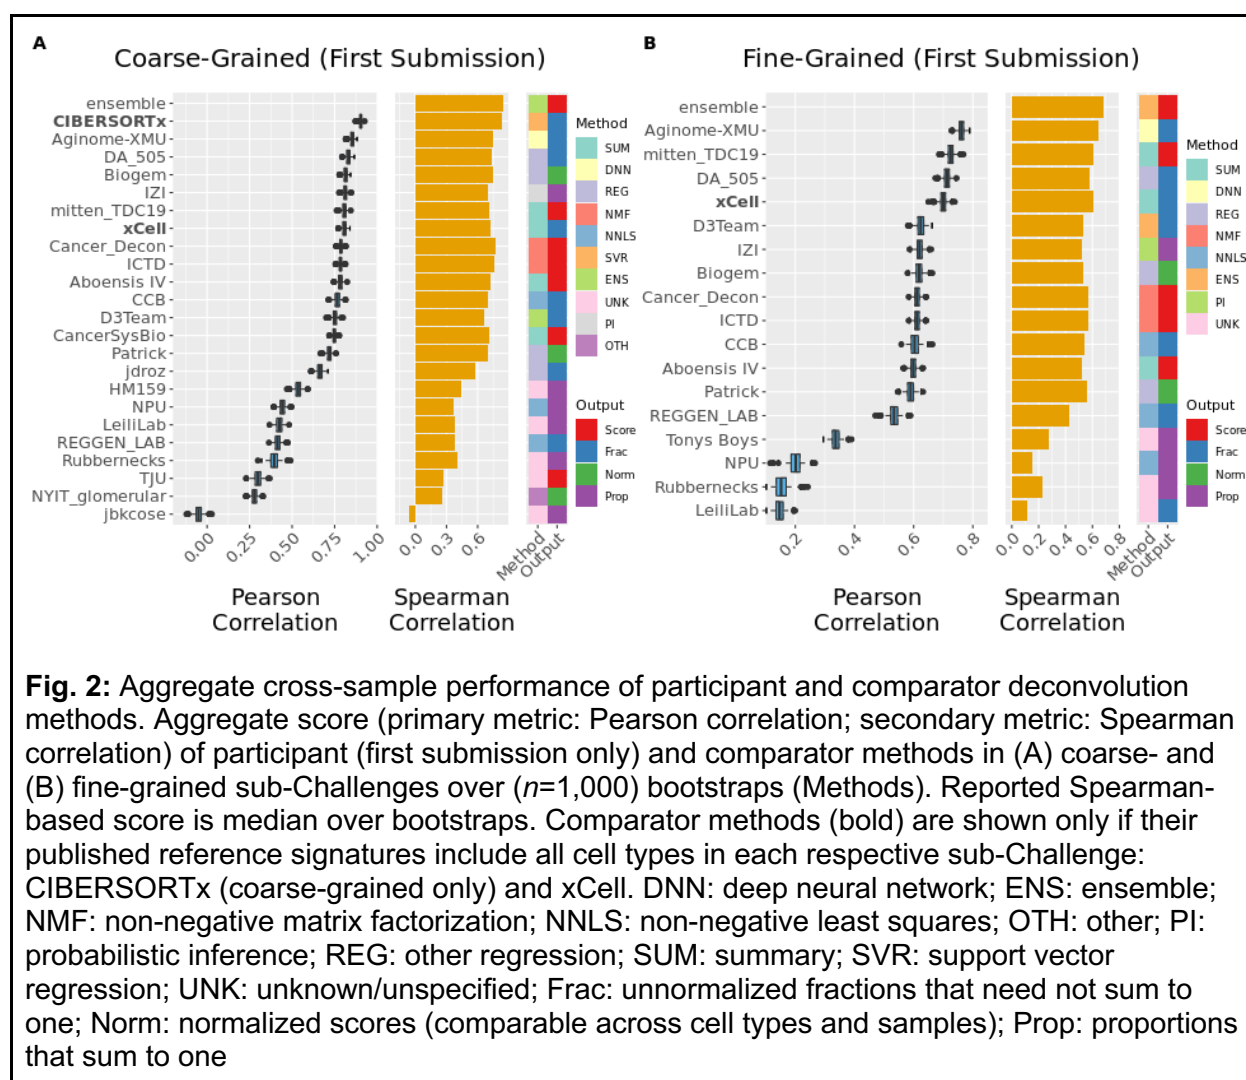 A
Coarse-Grained (First Submission)
ensemble
CIBERSORTx
Aginome-XMU
DA_505
Biogem
IZI
mitten_TDC19
xCell
Cancer_Decon
ICTD
Aboensis IV
CCB
D3Team
CancerSysBio
Patrick
jdroz
HM159
NPU
LeiliLab
REGGEN_LAB
Rubbernecks
TJU
NYIT_glomerular
jbkcose
0.00 0.25 0.50 0.75 1.00
0.0 0.3 0.6
Method Output
Pearson
Correlation
Spearman
Correlation
Method
SUM
DNN
REG
NMF
NNLS
SVR
ENS
UNK
PI
OTH
Output
Score
Frac
Norm
Prop
B
Fine-Grained (First Submission)
ensemble
Aginome-XMU
mitten_TDC19
DA_505
xCell
D3Team
IZI
Biogem
Cancer_Decon
ICTD
CCB
Aboensis IV
Patrick
REGGEN_LAB
Tonys Boys
NPU
Rubbernecks
LeiliLab
0.2 0.4 0.6 0.8
0.0 0.2 0.4 0.6 0.8
Method Output
Pearson
Correlation
Spearman
Correlation
Method
SUM
DNN
REG
NMF
NNLS
ENS
PI
UNK
Output
Score
Frac
Norm
Prop
Fig. 2: Aggregate cross-sample performance of participant and comparator deconvolution
methods. Aggregate score (primary metric: Pearson correlation; secondary metric: Spearman
correlation) of participant (first submission only) and comparator methods in (A) coarse- and
(B) fine-grained sub-Challenges over (n=1,000) bootstraps (Methods). Reported Spearman-
based score is median over bootstraps. Comparator methods (bold) are shown only if their
published reference signatures include all cell types in each respective sub-Challenge:
CIBERSORTx (coarse-grained only) and xCell. DNN: deep neural network; ENS: ensemble;
NMF: non-negative matrix factorization; NNLS: non-negative least squares; OTH: other; PI:
probabilistic inference; REG: other regression; SUM: summary; SVR: support vector
regression; UNK: unknown/unspecified; Frac: unnormalized fractions that need not sum to
one; Norm: normalized scores (comparable across cell types and samples); Prop: proportions
that sum to one